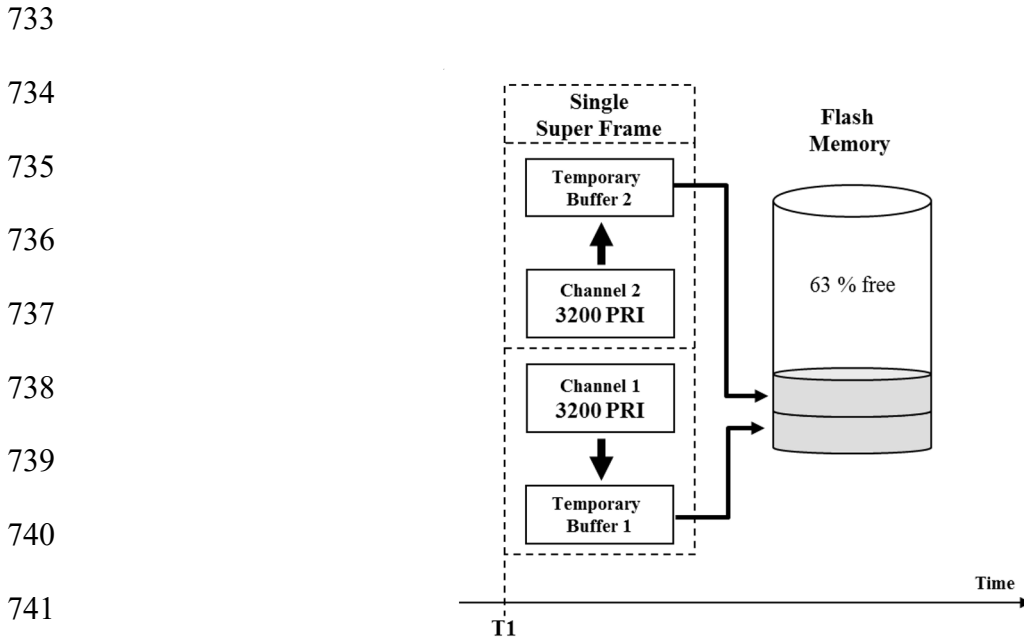 733
734
Single
Super Frame
Flash
Memory
735
Temporary
Buffer 2
736
Channel 2
3200 PRI
63 % free
737
738
Channel 1
3200 PRI
739
Temporary
Buffer 1
740
Time
741
T1